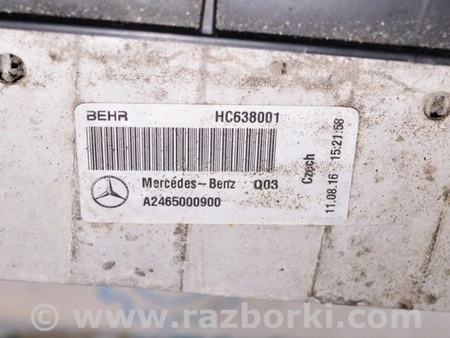 BEHR HC638001
Mercedes-Benz Q03
A2465000900
Czech
11.08.16 15:21:58
© www.razborki.com